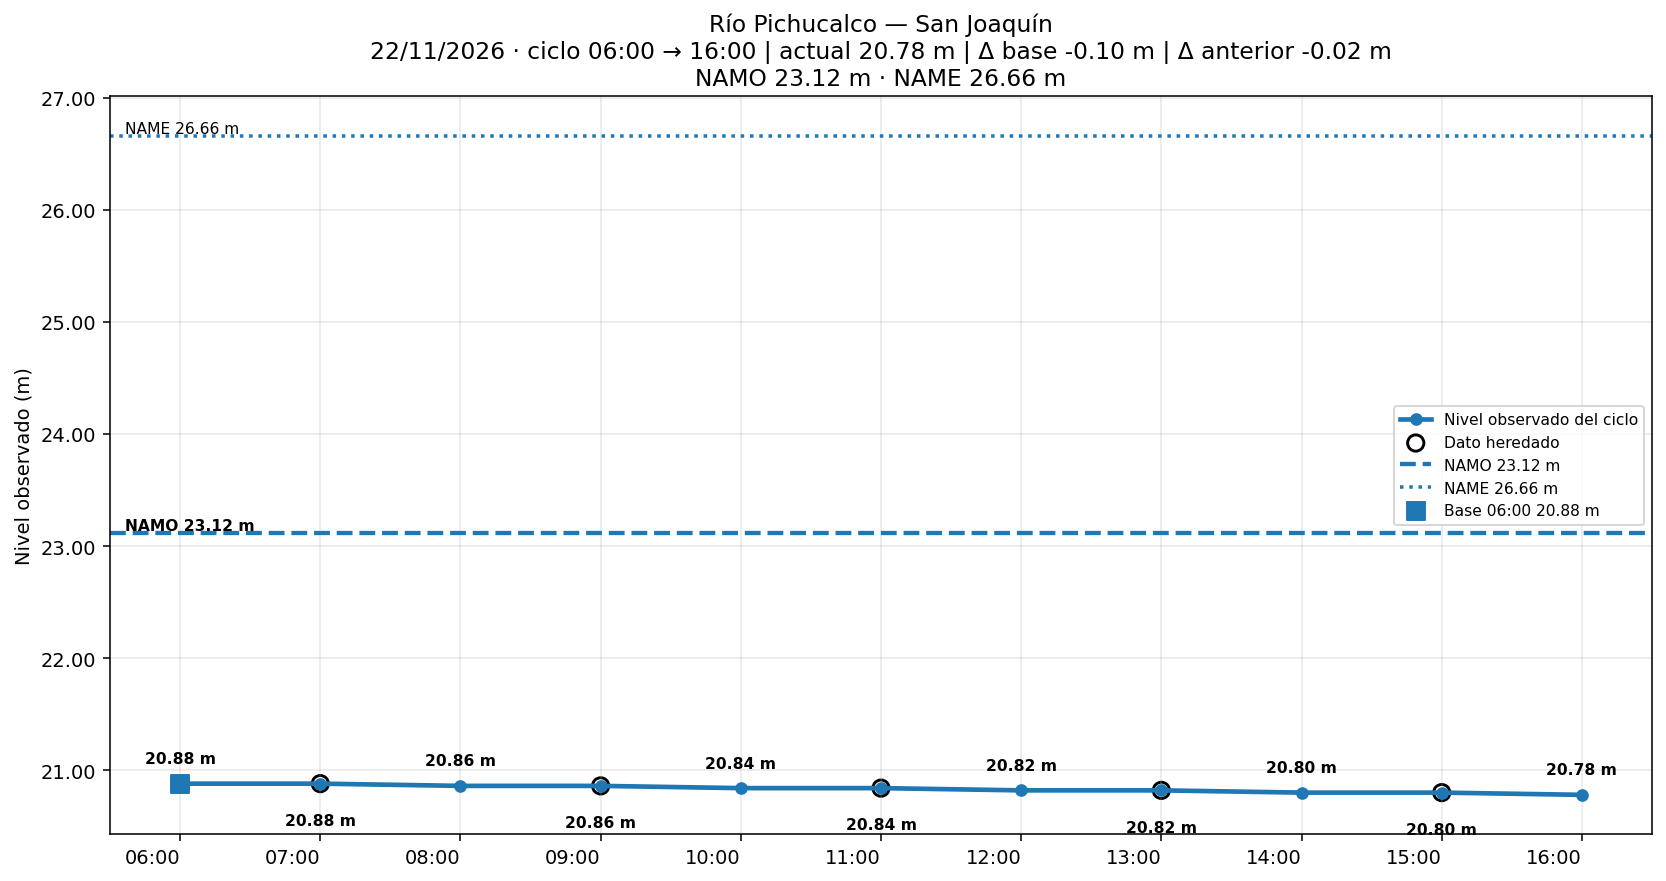 Río Pichucalco — San Joaquín
22/11/2026 · ciclo 06:00 → 16:00 | actual 20.78 m | Δ base -0.10 m | Δ anterior -0.02 m
NAMO 23.12 m · NAME 26.66 m
27.00
NAME 26.66 m
26.00
25.00
24.00
Nivel observado del ciclo
Dato heredado
NAMO 23.12 m
NAME 26.66 m
Base 06:00 20.88 m
NAMO 23.12 m
23.00
22.00
21.00
Nivel observado (m)
20.88 m
20.86 m
20.84 m
20.82 m
20.80 m
20.78 m
20.88 m
20.86 m
20.84 m
20.82 m
20.80 m
06:00
07:00
08:00
09:00
10:00
11:00
12:00
13:00
14:00
15:00
16:00